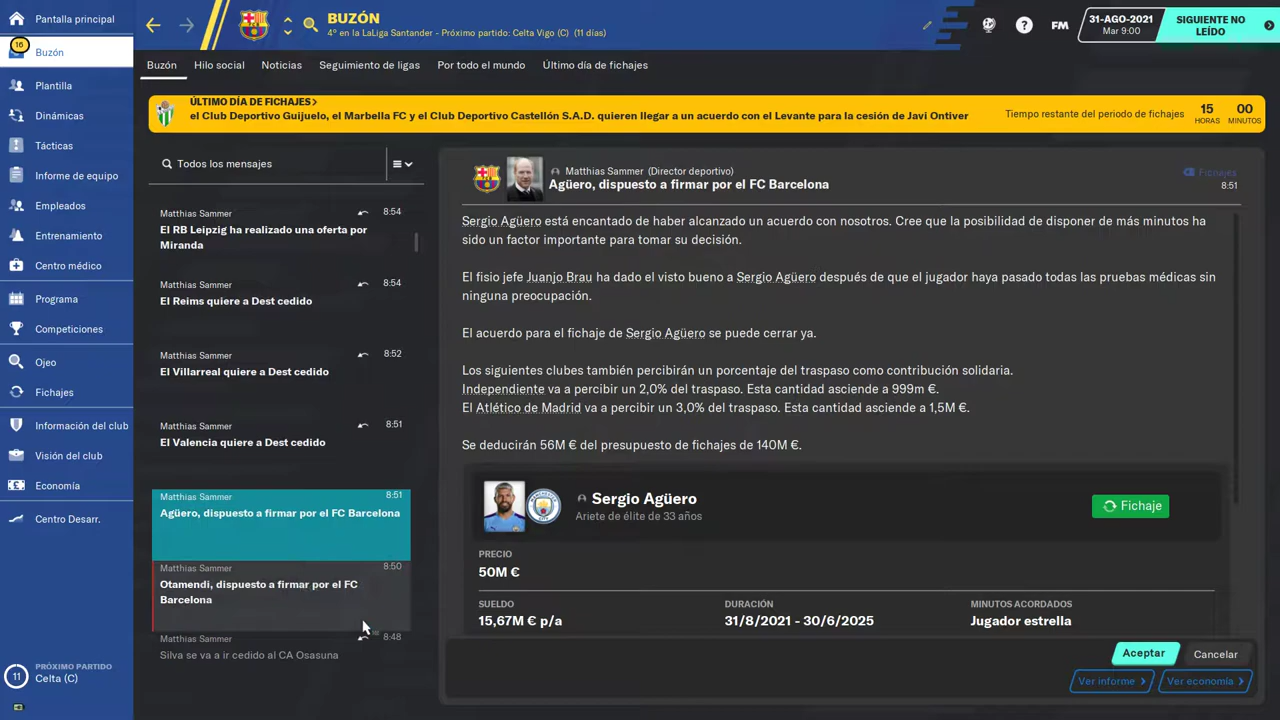 Pantalla principal
16
Buzón
Plantilla
Dinámicas
Tácticas
Informe de equipo
Empleados
Entrenamiento
Centro médico
Programa
Competiciones
Ojeo
Fichajes
Información del club
Visión del club
Economía
Centro Desarr.
11
PRÓXIMO PARTIDO
Celta (C)
BUZÓN
4º en la LaLiga Santander - Próximo partido: Celta Vigo (C) (11 días)
?
FM
31-AGO-2021
Mar 9:00
SIGUIENTE NO
LEÍDO
Buzón
Hilo social
Noticias
Seguimiento de ligas
Por todo el mundo
Último día de fichajes
ÚLTIMO DÍA DE FICHAJES>
el Club Deportivo Guijuelo, el Marbella FC y el Club Deportivo Castellón S.A.D. quieren llegar a un acuerdo con el Levante para la cesión de Javi Ontiver
Tiempo restante del periodo de fichajes
15
HORAS
00
MINUTOS
Todos los mensajes
Matthias Sammer
8:54
El RB Leipzig ha realizado una oferta por
Miranda
Matthias Sammer
8:54
El Reims quiere a Dest cedido
Matthias Sammer
8:52
El Villarreal quiere a Dest cedido
Matthias Sammer
8:51
El Valencia quiere a Dest cedido
Matthias Sammer
8:51
Agüero, dispuesto a firmar por el FC Barcelona
Matthias Sammer
8:50
Otamendi, dispuesto a firmar por el FC
Barcelona
Matthias Sammer
8:48
Silva se va a ir cedido al CA Osasuna
Matthias Sammer (Director deportivo)
Agüero, dispuesto a firmar por el FC Barcelona
Fichajes
8:51
Sergio Agüero está encantado de haber alcanzado un acuerdo con nosotros. Cree que la posibilidad de disponer de más minutos ha
sido un factor importante para tomar su decisión.
El fisio jefe Juanjo Brau ha dado el visto bueno a Sergio Agüero después de que el jugador haya pasado todas las pruebas médicas sin
ninguna preocupación.
El acuerdo para el fichaje de Sergio Agüero se puede cerrar ya.
Los siguientes clubes también percibirán un porcentaje del traspaso como contribución solidaria.
Independiente va a percibir un 2,0% del traspaso. Esta cantidad asciende a 999m €.
El Atlético de Madrid va a percibir un 3,0% del traspaso. Esta cantidad asciende a 1,5M €.
Se deducirán 56M € del presupuesto de fichajes de 140M €.
Sergio Agüero
Ariete de élite de 33 años
Fichaje
PRECIO
50M €
SUELDO
15,67M € p/a
DURACIÓN
31/8/2021 - 30/6/2025
MINUTOS ACORDADOS
Jugador estrella
Aceptar
Cancelar
Ver informe >
Ver economía >